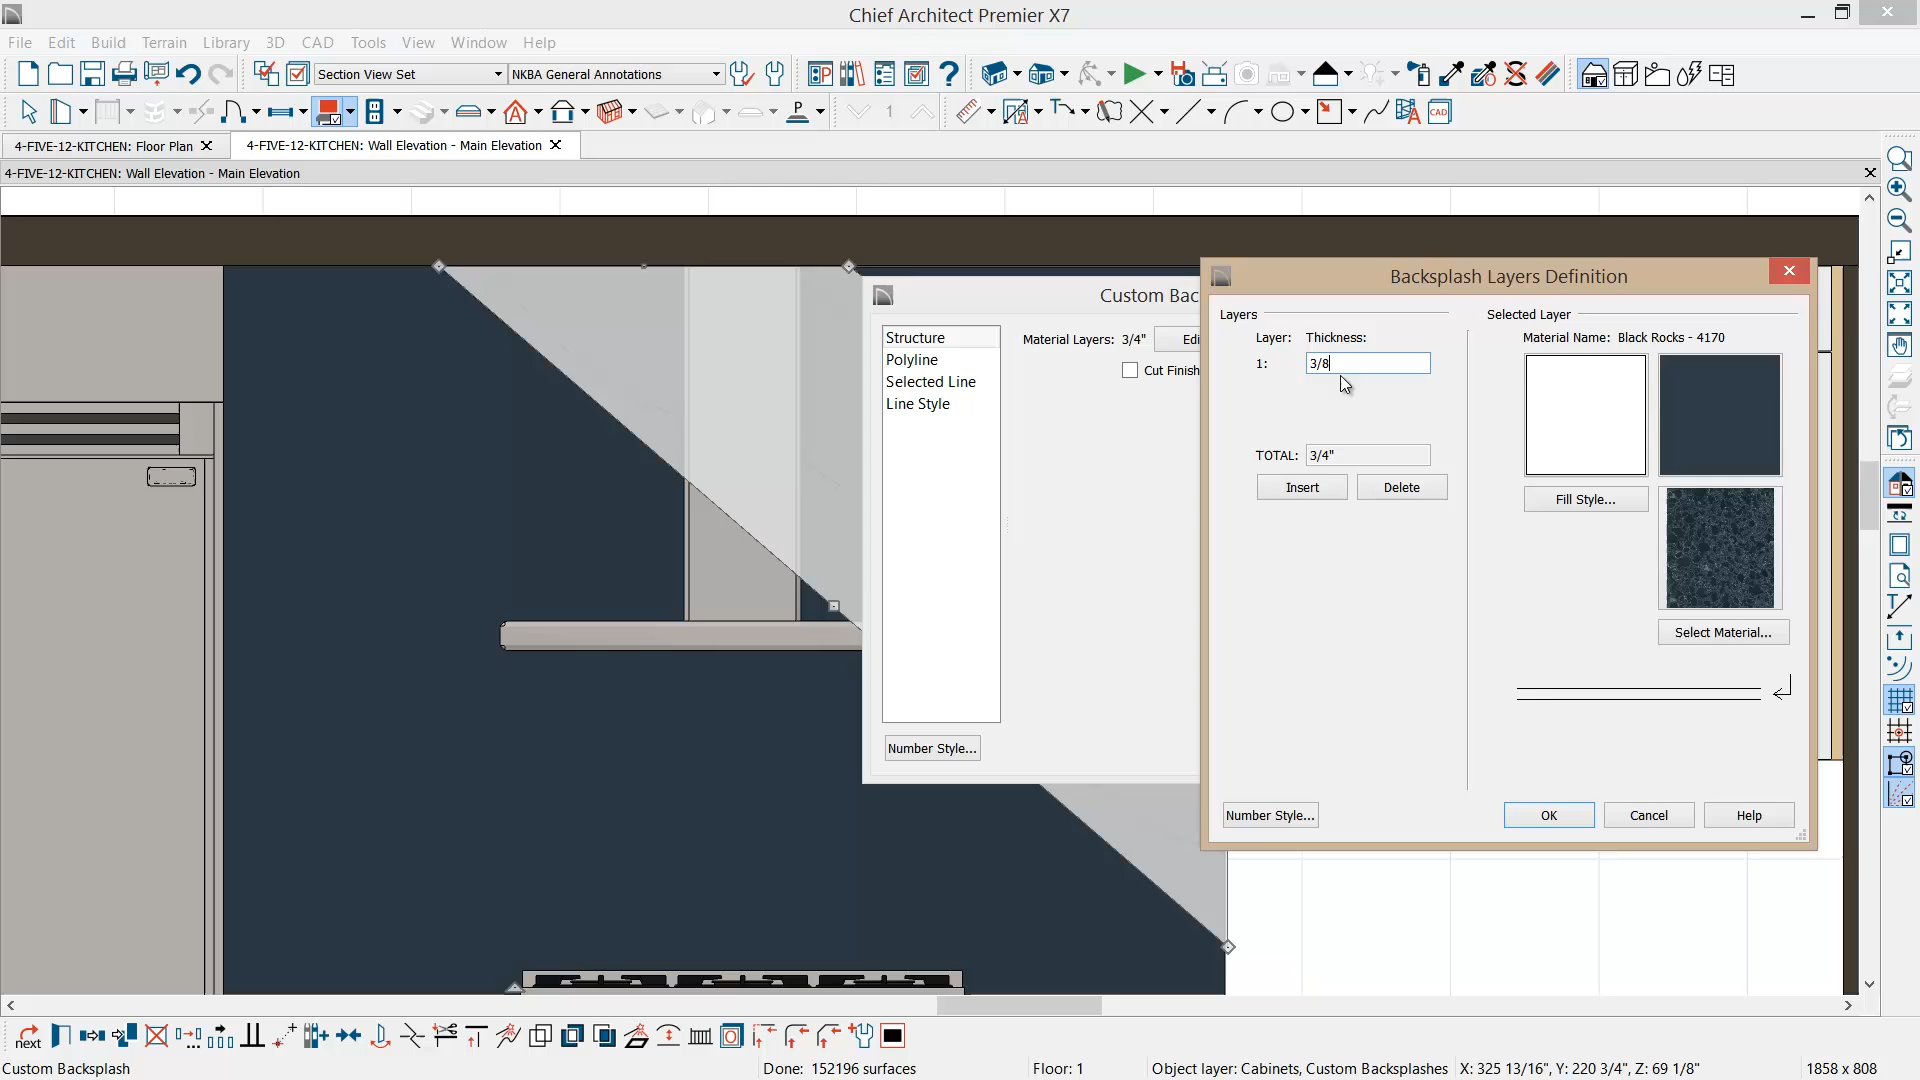 Chief Architect Premier X7
File Edit Build Terrain Library 3D CAD Tools View Window Help
Section View Set NKBA General Annotations
P 1 A CAD
4-FIVE-12-KITCHEN: Floor Plan 4-FIVE-12-KITCHEN: Wall Elevation - Main Elevation
4-FIVE-12-KITCHEN: Wall Elevation - Main Elevation
Backsplash Layers Definition
Custom Bac
Layers Selected Layer
Structure
Material Layers: 3/4" Edi
Layer: Thickness: Material Name: Black Rocks - 4170
Polyline
1: 3/8
Cut Finish
Selected Line
Line Style
TOTAL: 3/4"
Insert Delete
Fill Style...
Select Material...
Number Style...
Number Style... OK Cancel Help
next
Custom Backsplash Done: 152196 surfaces Floor: 1 Object layer: Cabinets, Custom Backsplashes X: 325 13/16", Y: 220 3/4", Z: 69 1/8" 1858 x 808